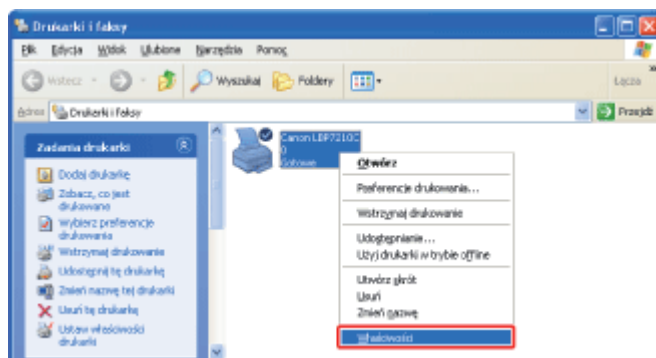 Drukarki i faksy
Plik Edycja Widok Ulubione Narzędzia Pomoc
Wstecz Wyszukaj Foldery Łącza
Adres Drukarki i faksy Przejdź
Zadania drukarki
Dodaj drukarkę
Zobacz, co jest
drukowane
Wybierz preferencje
drukowania
Wstrzymaj drukowanie
Udostępnij tę drukarkę
Zmień nazwę tej drukarki
Usuń tę drukarkę
Ustaw właściwości
drukarki
Canon LBP7210C
0
Gotowe
Otwórz
Preferencje drukowania...
Wstrzymaj drukowanie
Udostępnianie...
Użyj drukarki w trybie offline
Utwórz skrót
Usuń
Zmień nazwę
Właściwości